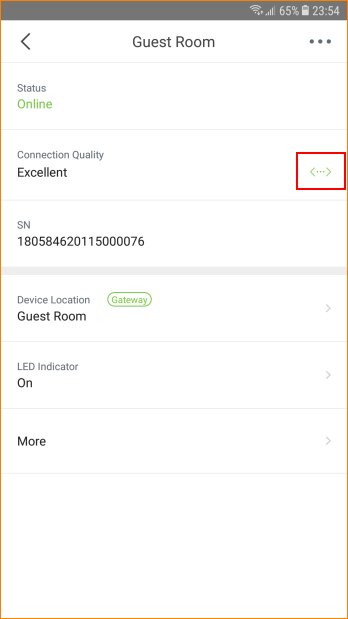 65% 23:54
Guest Room
Status
Online
Connection Quality
Excellent
SN
180584620115000076
Device Location Gateway
Guest Room
LED Indicator
On
More